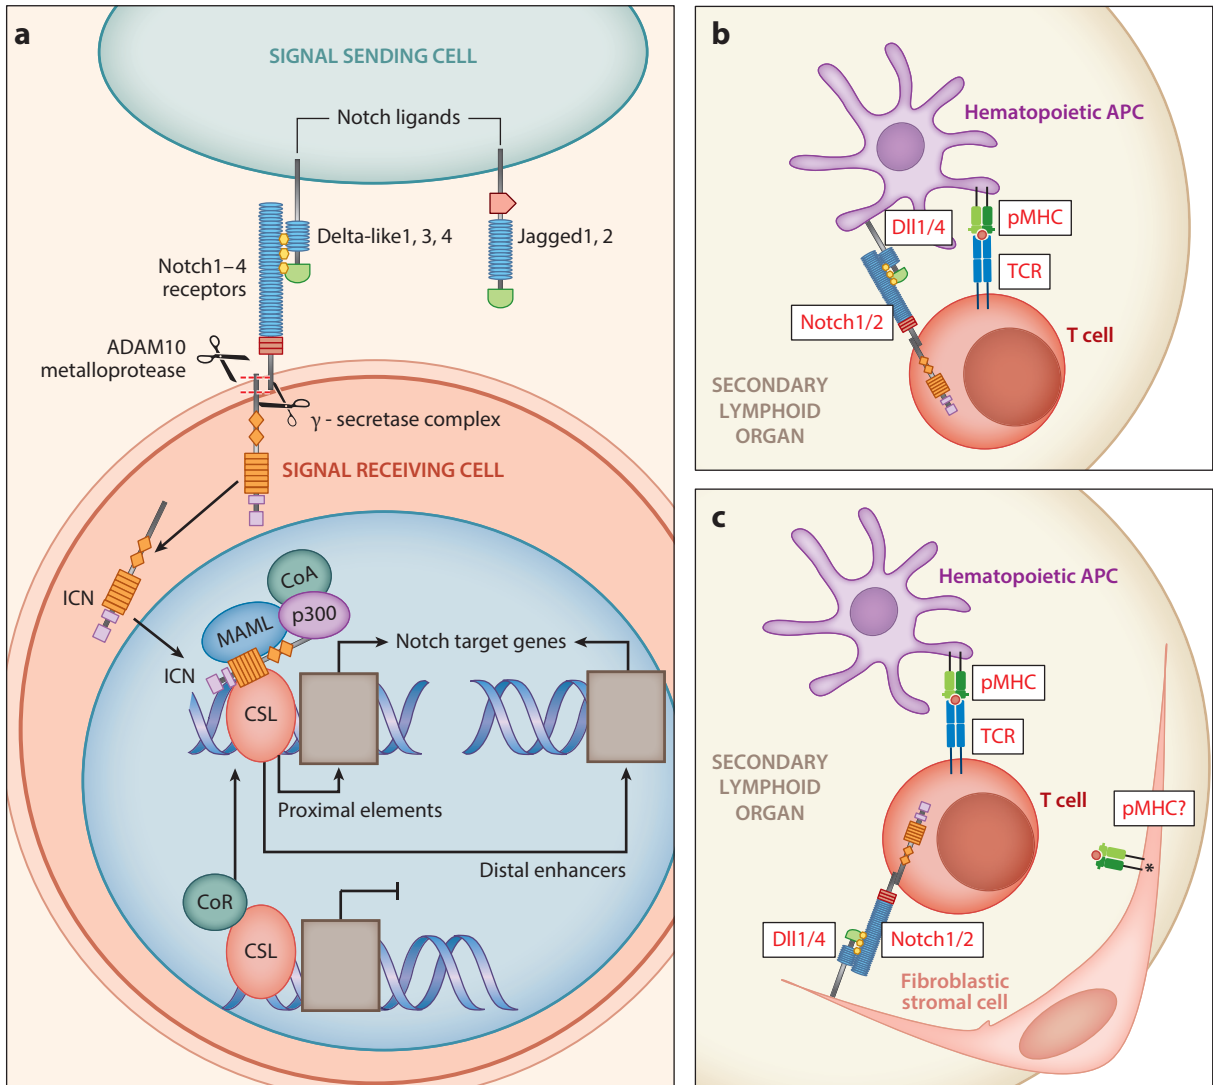 a
SIGNAL SENDING CELL
Notch ligands
Delta-like1, 3, 4
Jagged1, 2
Notch1–4
receptors
ADAM10
metalloprotease
γ - secretase complex
SIGNAL RECEIVING CELL
ICN
CoA
MAML
p300
Notch target genes
ICN
CSL
Proximal elements
Distal enhancers
CoR
CSL
b
Hematopoietic APC
Dll1/4
pMHC
TCR
Notch1/2
T cell
SECONDARY
LYMPHOID
ORGAN
c
Hematopoietic APC
pMHC
TCR
SECONDARY
LYMPHOID
ORGAN
T cell
pMHC?
*
Dll1/4
Notch1/2
Fibroblastic
stromal cell